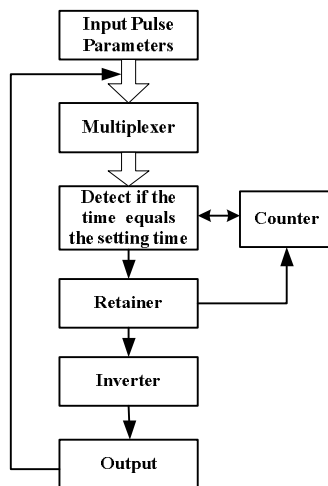 Input Pulse
Parameters
Multiplexer
Detect if the
time equals
the setting time
Counter
Retainer
Inverter
Output